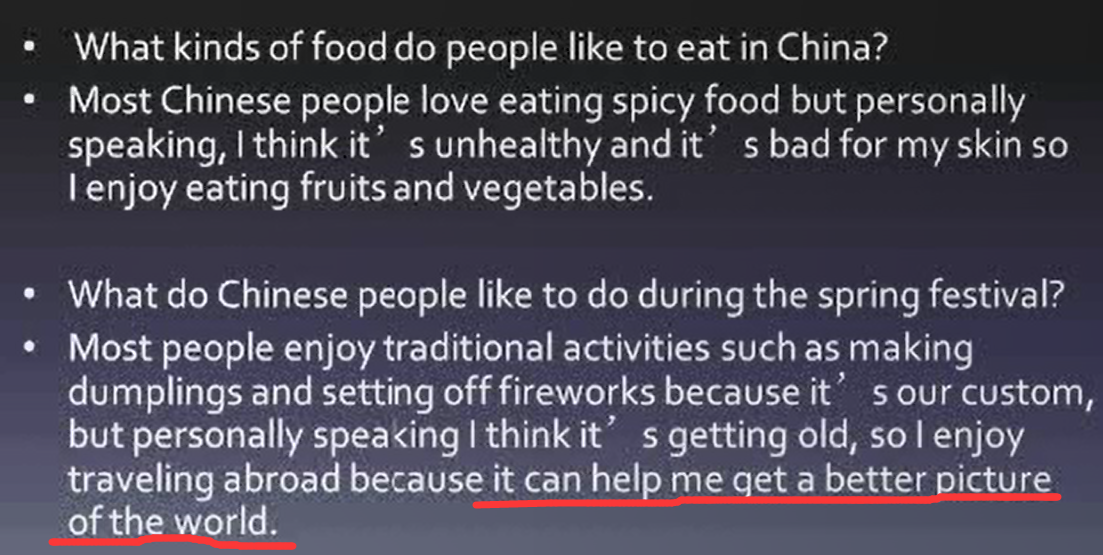 • What kinds of food do people like to eat in China?
• Most Chinese people love eating spicy food but personally
speaking, I think it’ s unhealthy and it’ s bad for my skin so
I enjoy eating fruits and vegetables.
• What do Chinese people like to do during the spring festival?
• Most people enjoy traditional activities such as making
dumplings and setting off fireworks because it’ s our custom,
but personally speaking I think it’ s getting old, so I enjoy
traveling abroad because it can help me get a better picture
of the world.